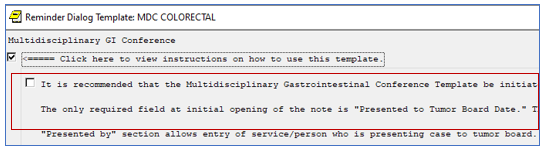 Reminder Dialog Template: MDC COLORECTAL
Multidisciplinary GI Conference
<===== Click here to view instructions on how to use this template.
It is recommended that the Multidisciplinary Gastrointestinal Conference Template be initiat
The only required field at initial opening of the note is "Presented to Tumor Board Date." T
"Presented by" section allows entry of service/person who is presenting case to tumor board.